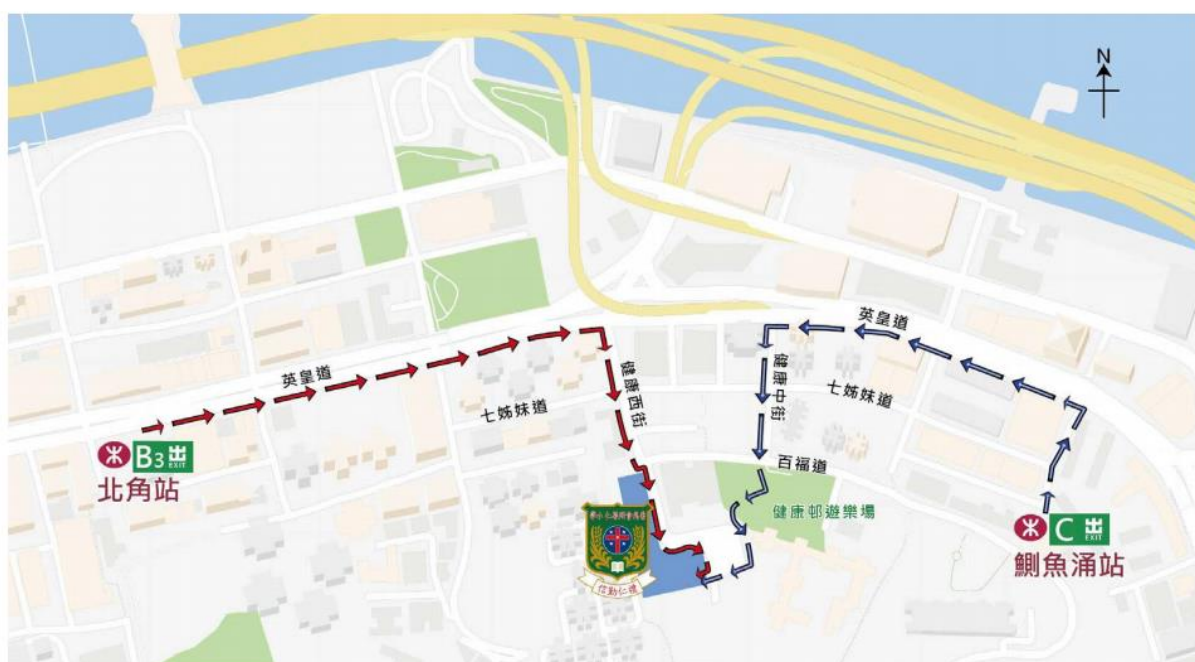 N
英皇道
英皇道
健康西街
健康中街
七姊妹道
七姊妹道
百福道
B3 出
EXIT
北角站
健康邨遊樂場
C 出
EXIT
鰂魚涌站
信勤仁禮